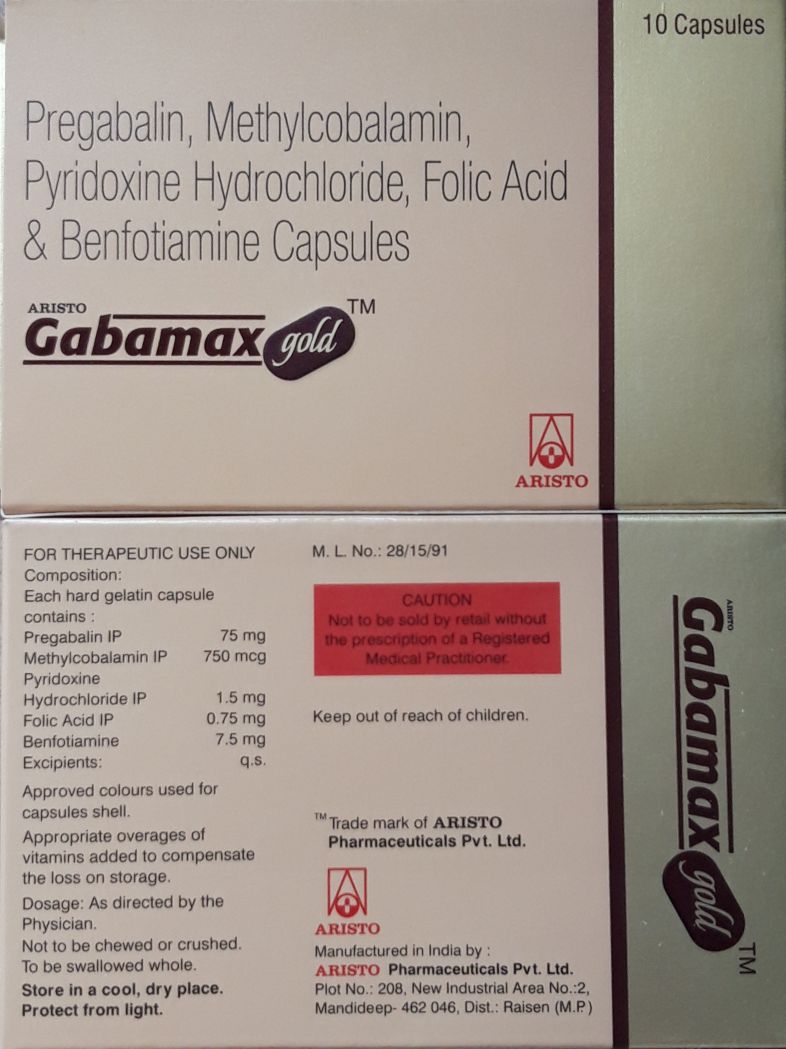 10 Capsules
Pregabalin, Methylcobalamin,
Pyridoxine Hydrochloride, Folic Acid
& Benfotiamine Capsules
ARISTO
Gabamax gold™
ARISTO
FOR THERAPEUTIC USE ONLY
Composition:
Each hard gelatin capsule
contains :
Pregabalin IP 75 mg
Methylcobalamin IP 750 mcg
Pyridoxine
Hydrochloride IP 1.5 mg
Folic Acid IP 0.75 mg
Benfotiamine 7.5 mg
Excipients: q.s.
Approved colours used for
capsules shell.
Appropriate overages of
vitamins added to compensate
the loss on storage.
Dosage: As directed by the
Physician.
Not to be chewed or crushed.
To be swallowed whole.
Store in a cool, dry place.
Protect from light.
M. L. No.: 28/15/91
CAUTION
Not to be sold by retail without
the prescription of a Registered
Medical Practitioner.
Keep out of reach of children.
™Trade mark of ARISTO
Pharmaceuticals Pvt. Ltd.
ARISTO
Manufactured in India by :
ARISTO Pharmaceuticals Pvt. Ltd.
Plot No.: 208, New Industrial Area No.:2,
Mandideep- 462 046, Dist.: Raisen (M.P.)
ARISTO
Gabamax gold™